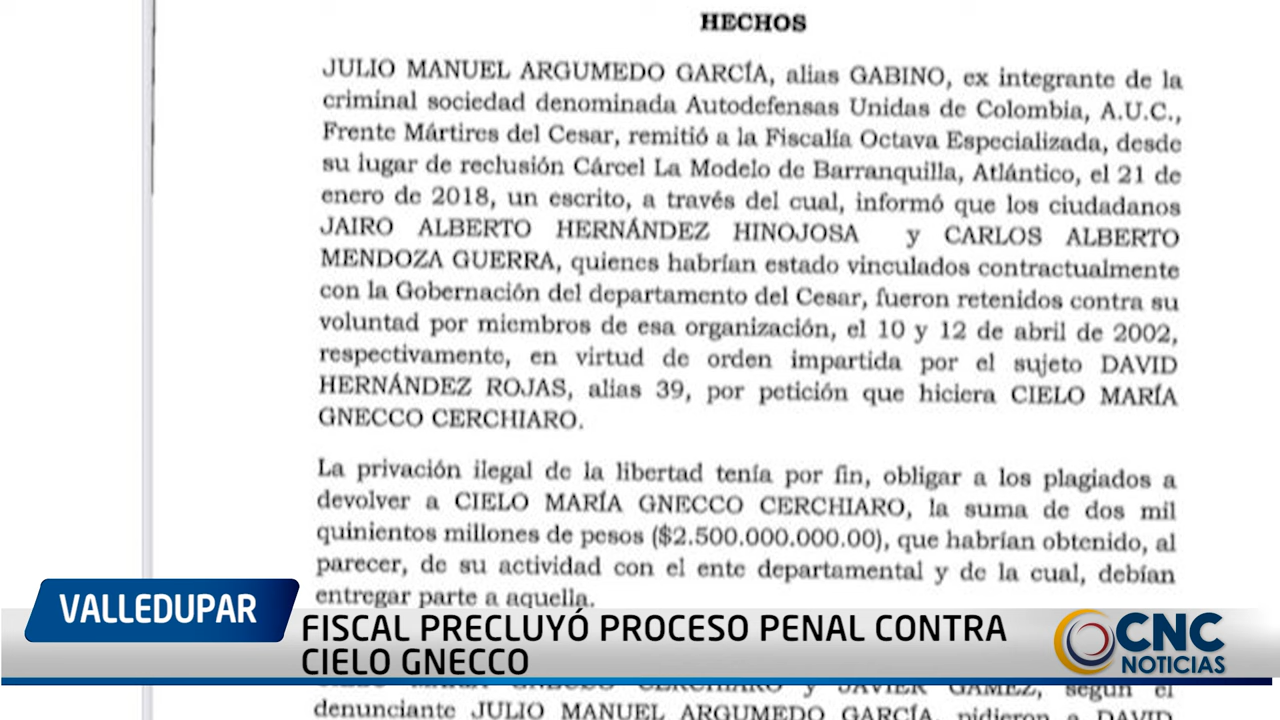 HECHOS
JULIO MANUEL ARGUMEDO GARCÍA, alias GABINO, ex integrante de la
criminal sociedad denominada Autodefensas Unidas de Colombia, A.U.C.,
Frente Mártires del Cesar, remitió a la Fiscalía Octava Especializada, desde
su lugar de reclusión Cárcel La Modelo de Barranquilla, Atlántico, el 21 de
enero de 2018, un escrito, a través del cual, informó que los ciudadanos
JAIRO ALBERTO HERNÁNDEZ HINOJOSA y CARLOS ALBERTO
MENDOZA GUERRA, quienes habrían estado vinculados contractualmente
con la Gobernación del departamento del Cesar, fueron retenidos contra su
voluntad por miembros de esa organización, el 10 y 12 de abril de 2002,
respectivamente, en virtud de orden impartida por el sujeto DAVID
HERNÁNDEZ ROJAS, alias 39, por petición que hiciera CIELO MARÍA
GNECCO CERCHIARO.
La privación ilegal de la libertad tenía por fin, obligar a los plagiados a
devolver a CIELO MARÍA GNECCO CERCHIARO, la suma de dos mil
quinientos millones de pesos ($2.500.000.000.00), que habrían obtenido, al
parecer, de su actividad con el ente departamental y de la cual, debían
entregar parte a aquella.
VALLEDUPAR
FISCAL PRECLUYÓ PROCESO PENAL CONTRA
CIELO GNECCO
CNC
NOTICIAS
CIELO MARÍA GNECCO CERCHIARO y JAVIER GÁMEZ, según el
denunciante JULIO MANUEL ARGUMEDO GARCÍA, pidieron a DAVID